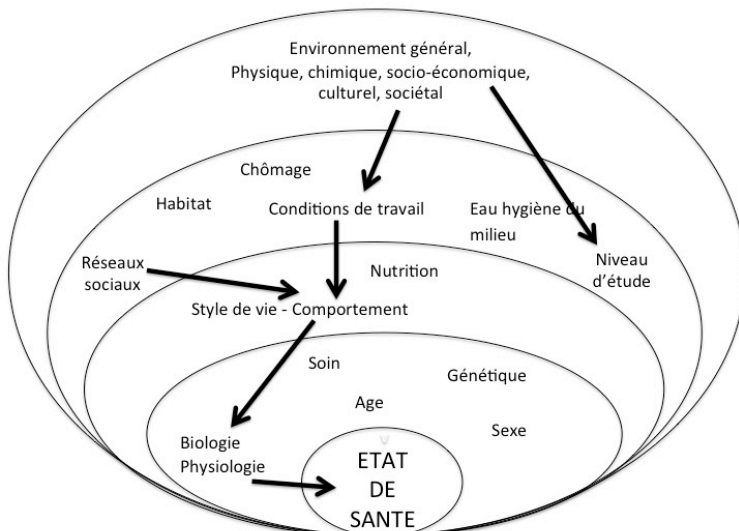 Environnement général,
Physique, chimique, socio-économique,
culturel, sociétal
Chômage
Habitat
Conditions de travail
Eau hygiène du
milieu
Réseaux
sociaux
Niveau
d'étude
Nutrition
Style de vie - Comportement
Soin
Génétique
Age
Sexe
Biologie
Physiologie
ETAT
DE
SANTE